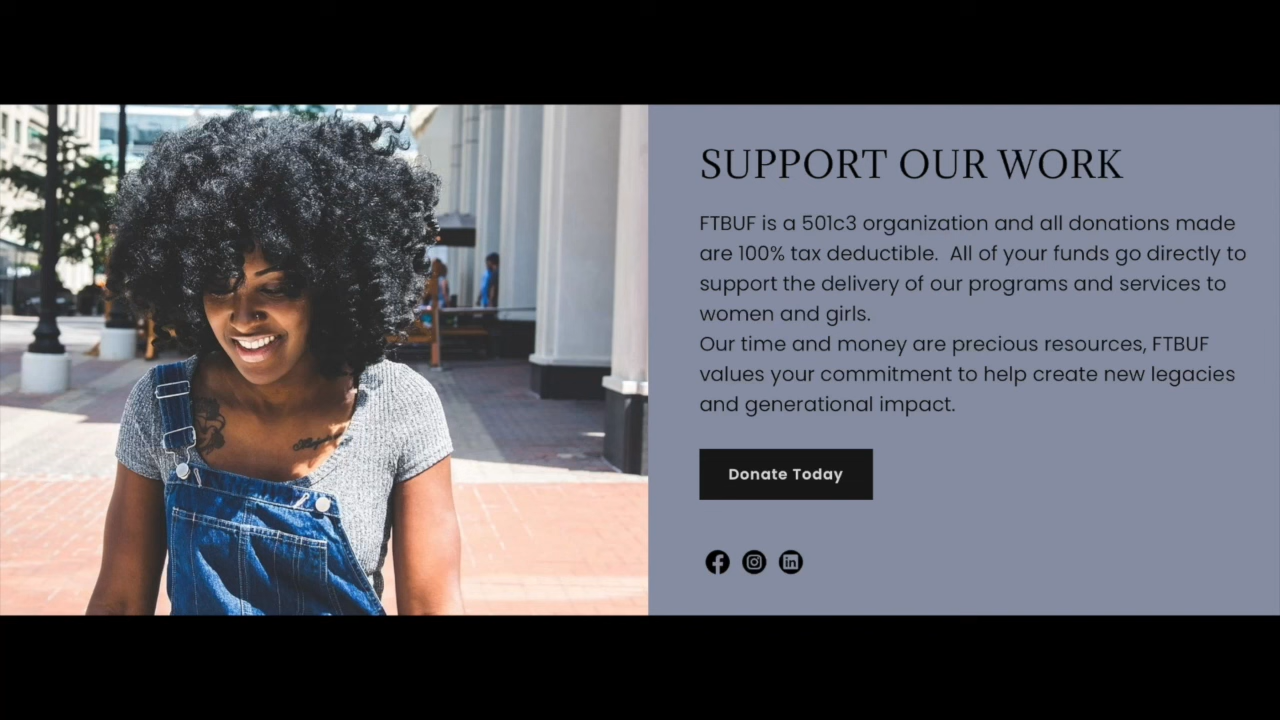 SUPPORT OUR WORK
FTBUF is a 501c3 organization and all donations made
are 100% tax deductible.  All of your funds go directly to
support the delivery of our programs and services to
women and girls.
Our time and money are precious resources, FTBUF
values your commitment to help create new legacies
and generational impact.
Donate Today